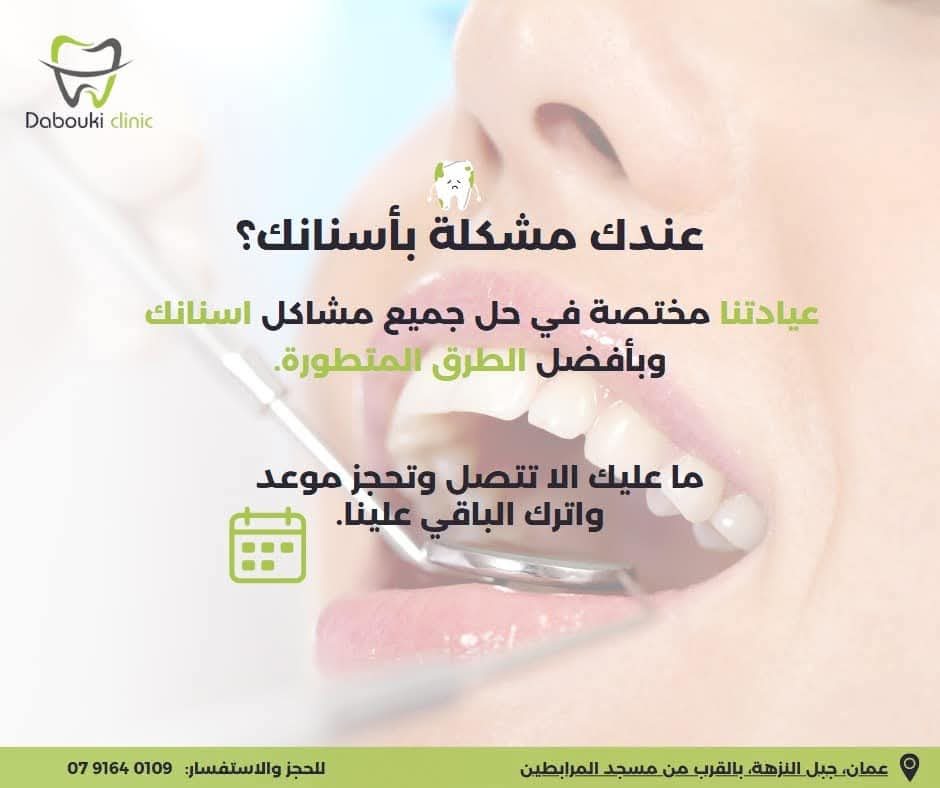 Dabouki clinic
عندك مشكلة بأسنانك؟
عيادتنا مختصة في حل جميع مشاكل اسنانك
وبأفضل الطرق المتطورة.
ما عليك الا تتصل وتحجز موعد
واترك الباقي علينا.
عمان، جبل النزهة، بالقرب من مسجد المرابطين
للحجز والاستفسار: 07 9164 0109